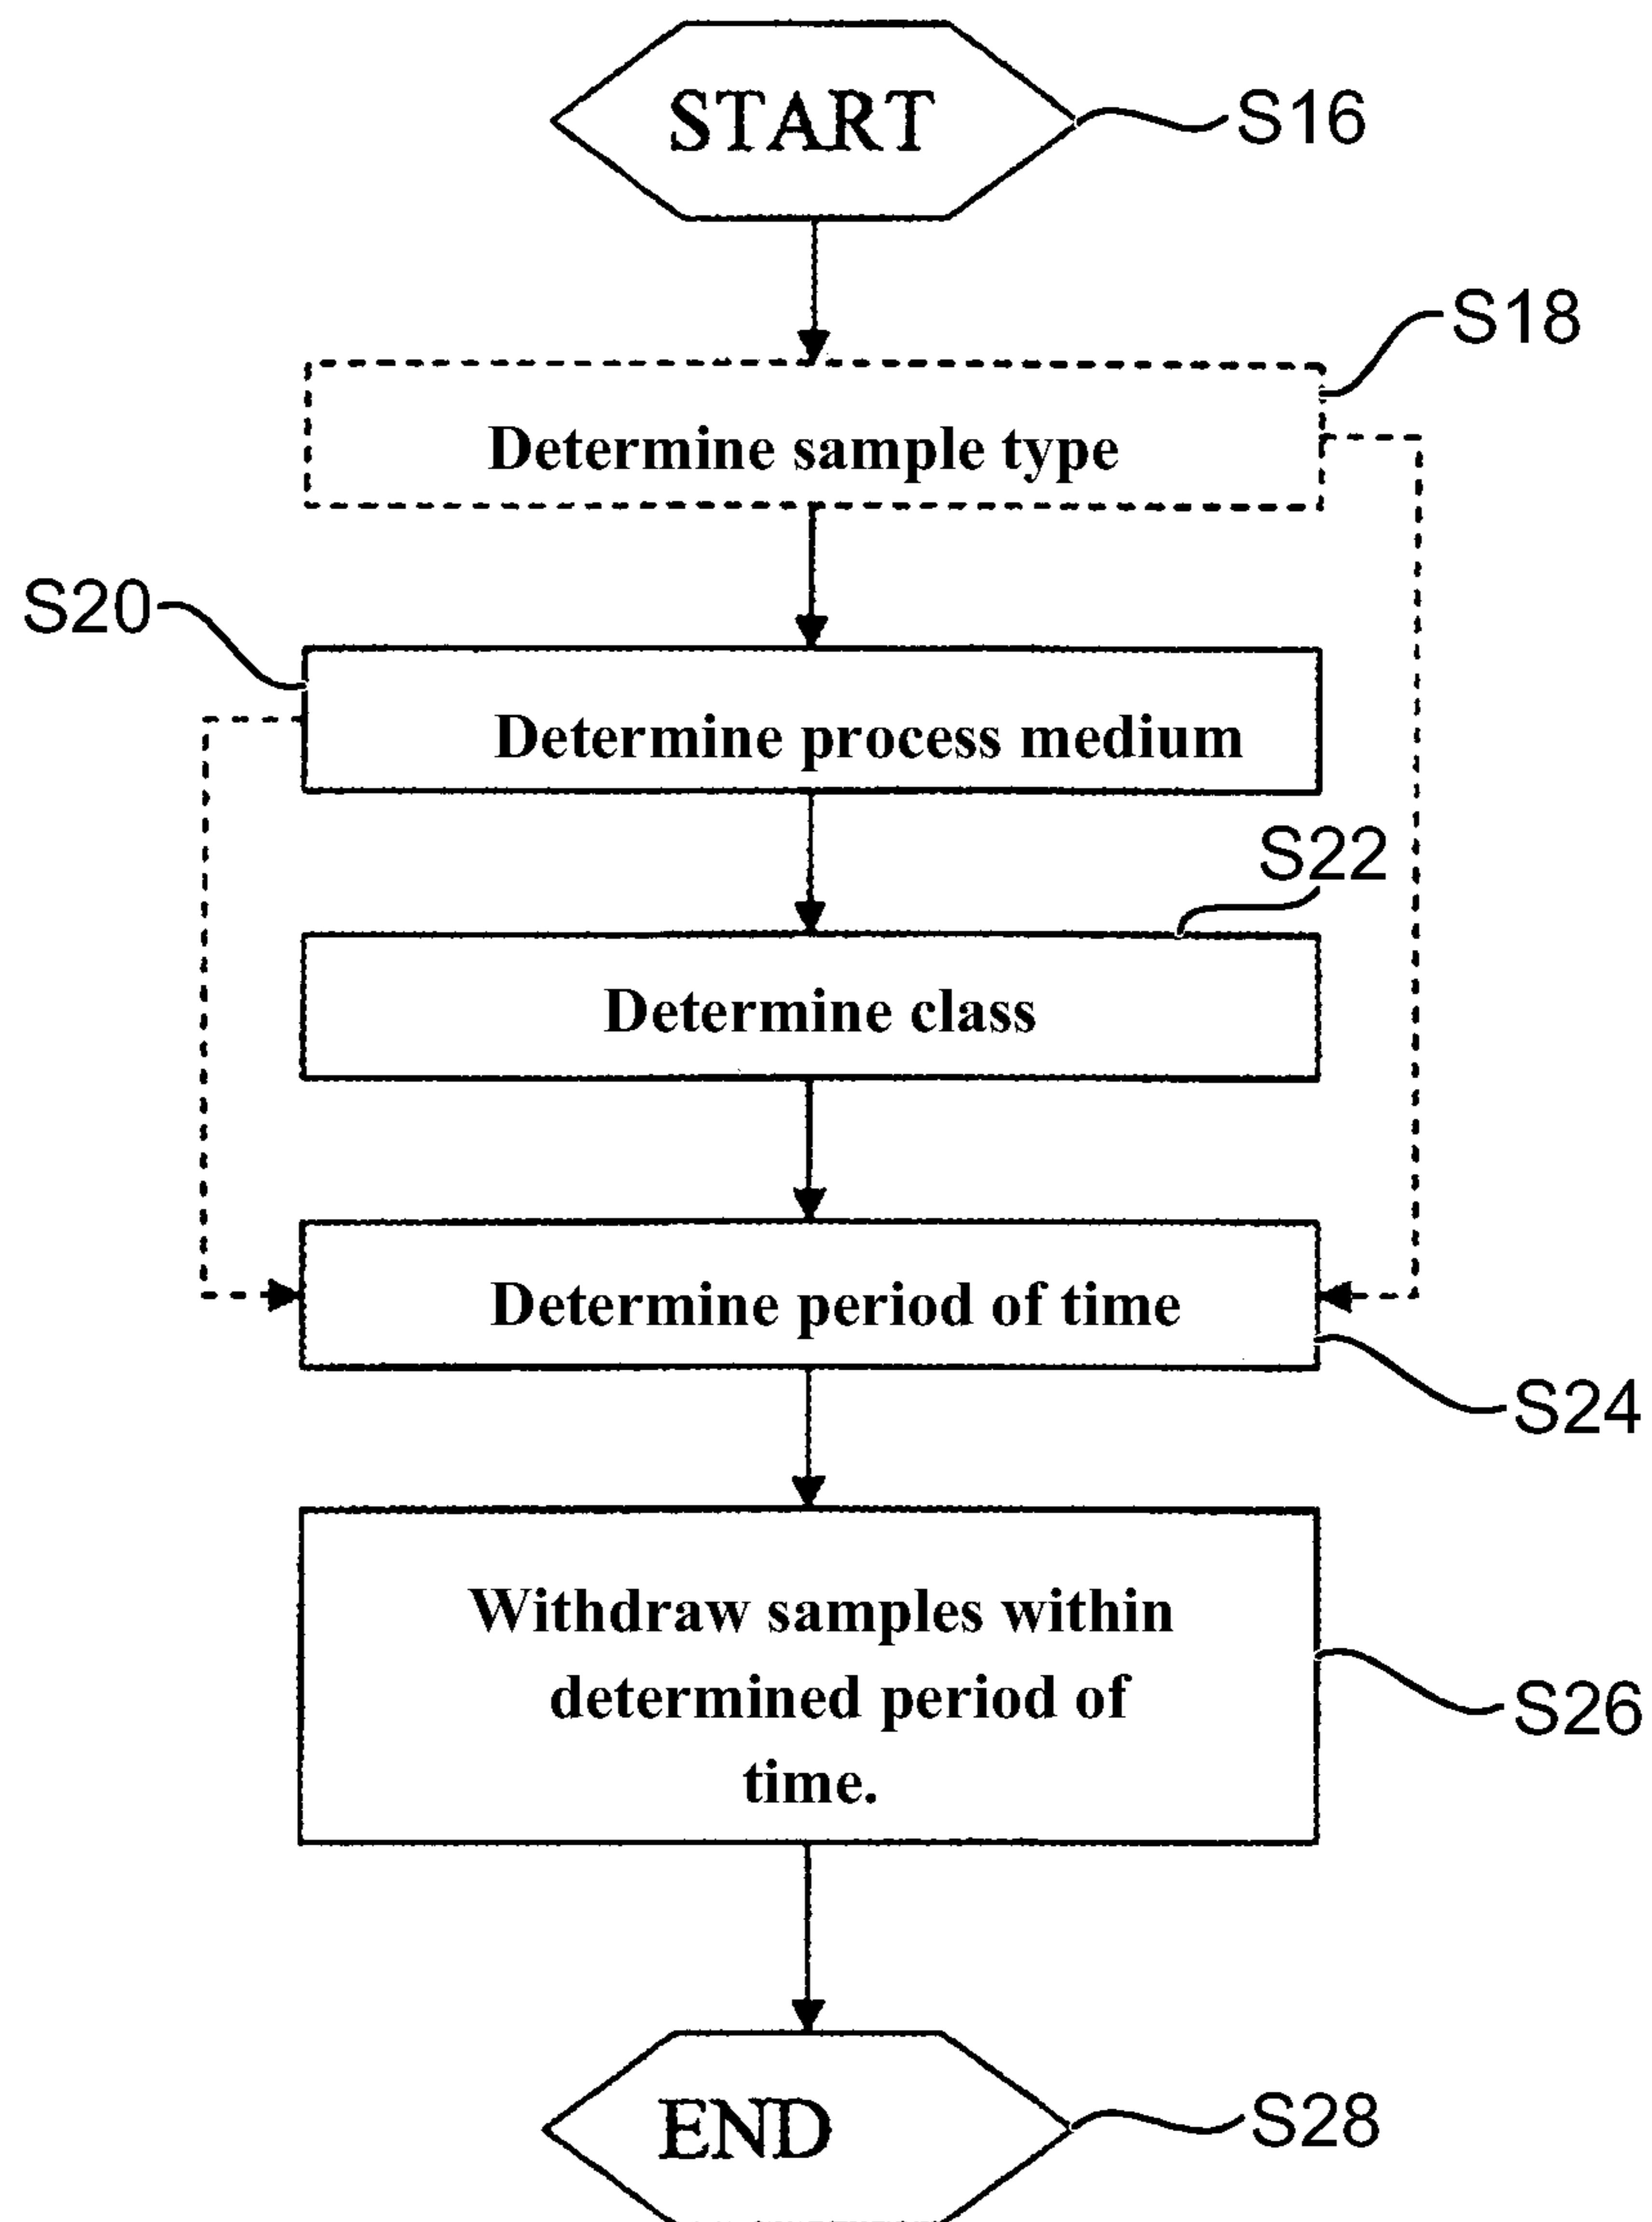 START
S16
S18
Determine sample type
S20
Determine process medium
S22
Determine class
Determine period of time
S24
Withdraw samples within
determined period of
time.
S26
END
S28